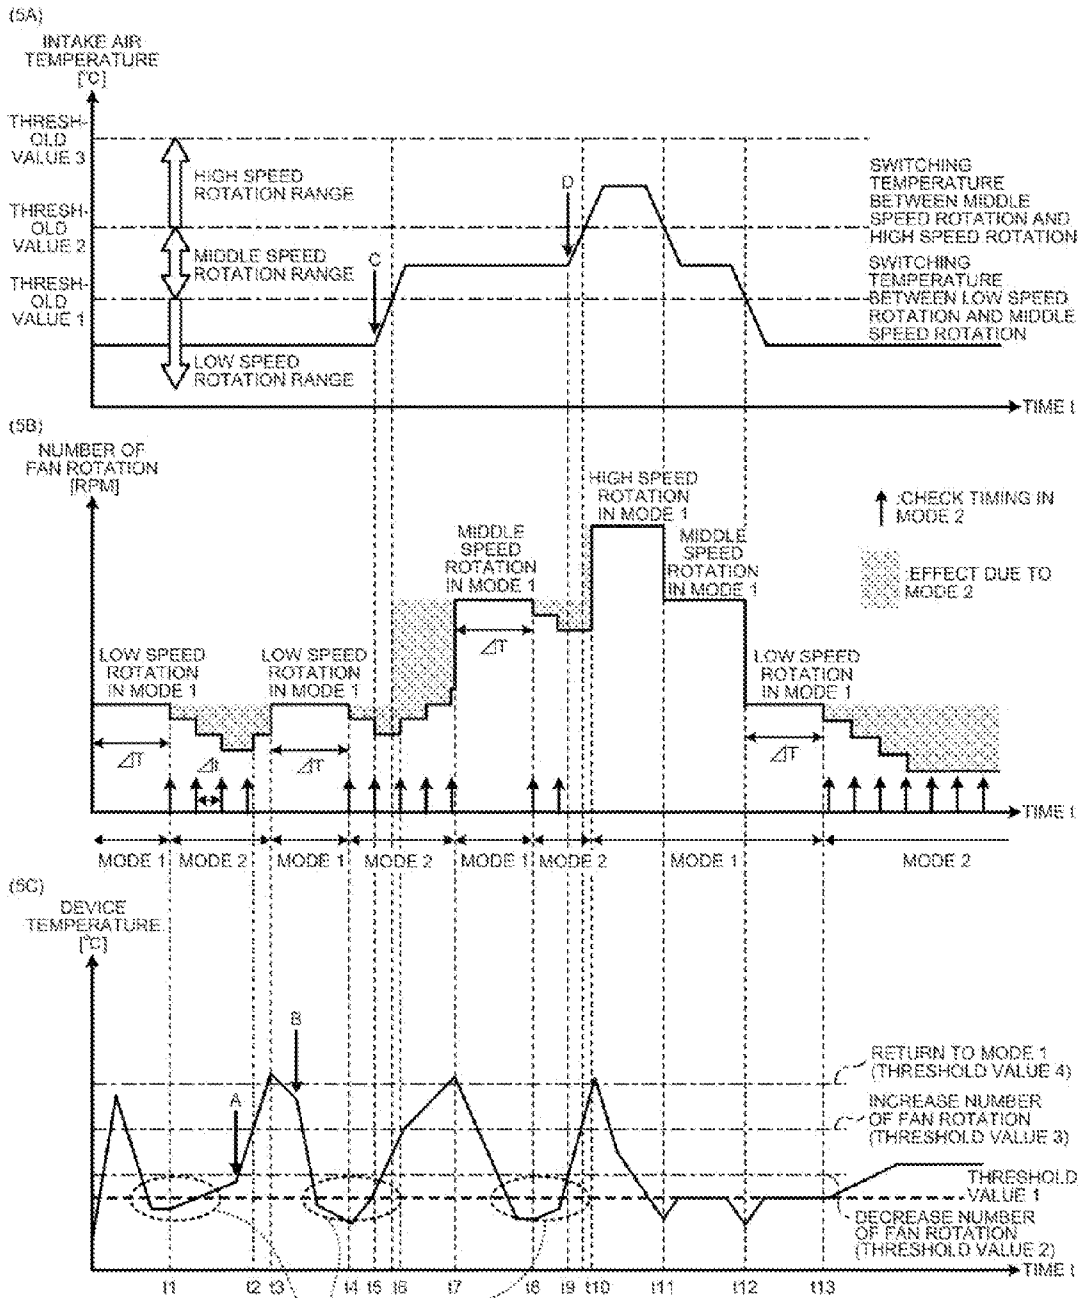 (5A)
INTAKE AIR
TEMPERATURE
[°C]
THRESH-
OLD
VALUE 3
HIGH SPEED
ROTATION RANGE
THRESH-
OLD
VALUE 2
MIDDLE SPEED
ROTATION RANGE
THRESH-
OLD
VALUE 1
LOW SPEED
ROTATION RANGE
C
D
SWITCHING
TEMPERATURE
BETWEEN MIDDLE
SPEED ROTATION AND
HIGH SPEED ROTATION
SWITCHING
TEMPERATURE
BETWEEN LOW SPEED
ROTATION AND MIDDLE
SPEED ROTATION
TIME t
(5B)
NUMBER OF
FAN ROTATION
[RPM]
LOW SPEED
ROTATION
IN MODE 1
LOW SPEED
ROTATION
IN MODE 1
MIDDLE
SPEED
ROTATION
IN MODE 1
HIGH SPEED
ROTATION
IN MODE 1
MIDDLE
SPEED
ROTATION
IN MODE 1
LOW SPEED
ROTATION
IN MODE 1
:CHECK TIMING IN
MODE 2
:EFFECT DUE TO
MODE 2
ΔT
Δt
ΔT
ΔT
ΔT
TIME t
MODE 1
MODE 2
MODE 1
MODE 2
MODE 1
MODE 2
MODE 1
MODE 2
(5C)
DEVICE
TEMPERATURE
[°C]
A
B
RETURN TO MODE 1
(THRESHOLD VALUE 4)
INCREASE NUMBER
OF FAN ROTATION
(THRESHOLD VALUE 3)
THRESHOLD
VALUE 1
DECREASE NUMBER
OF FAN ROTATION
(THRESHOLD VALUE 2)
TIME t
t1 t2 t3 t4 t5 t6 t7 t8 t9 t10 t11 t12 t13